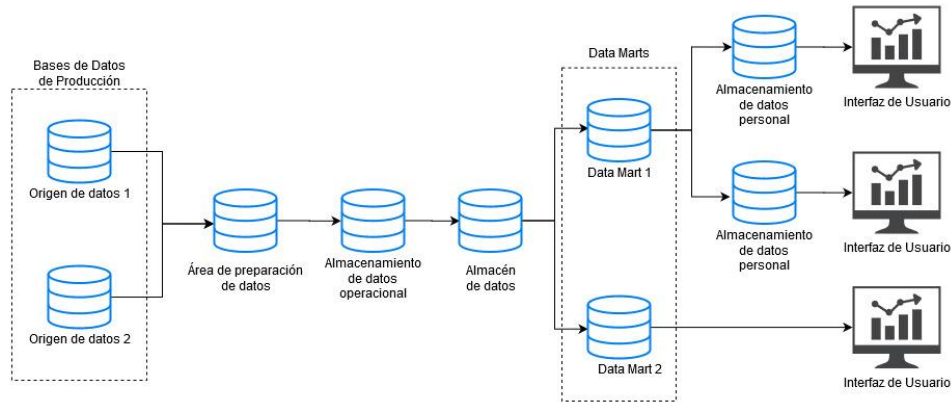 Bases de Datos
de Producción
Origen de datos 1
Origen de datos 2
Área de preparación
de datos
Almacenamiento
de datos
operacional
Almacén
de datos
Data Marts
Data Mart 1
Data Mart 2
Almacenamiento
de datos
personal
Interfaz de Usuario
Almacenamiento
de datos
personal
Interfaz de Usuario
Interfaz de Usuario